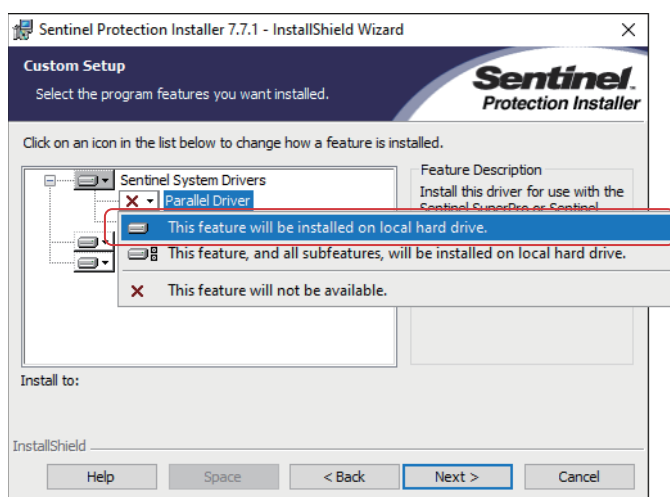 Sentinel Protection Installer 7.7.1 - InstallShield Wizard
Custom Setup
Select the program features you want installed.
Sentinel.
Protection Installer
Click on an icon in the list below to change how a feature is installed.
Sentinel System Drivers
Parallel Driver
Feature Description
Install this driver for use with the
Sentinel SuperPro or Sentinel
This feature will be installed on local hard drive.
This feature, and all subfeatures, will be installed on local hard drive.
This feature will not be available.
Install to:
InstallShield
Help
Space
< Back
Next >
Cancel